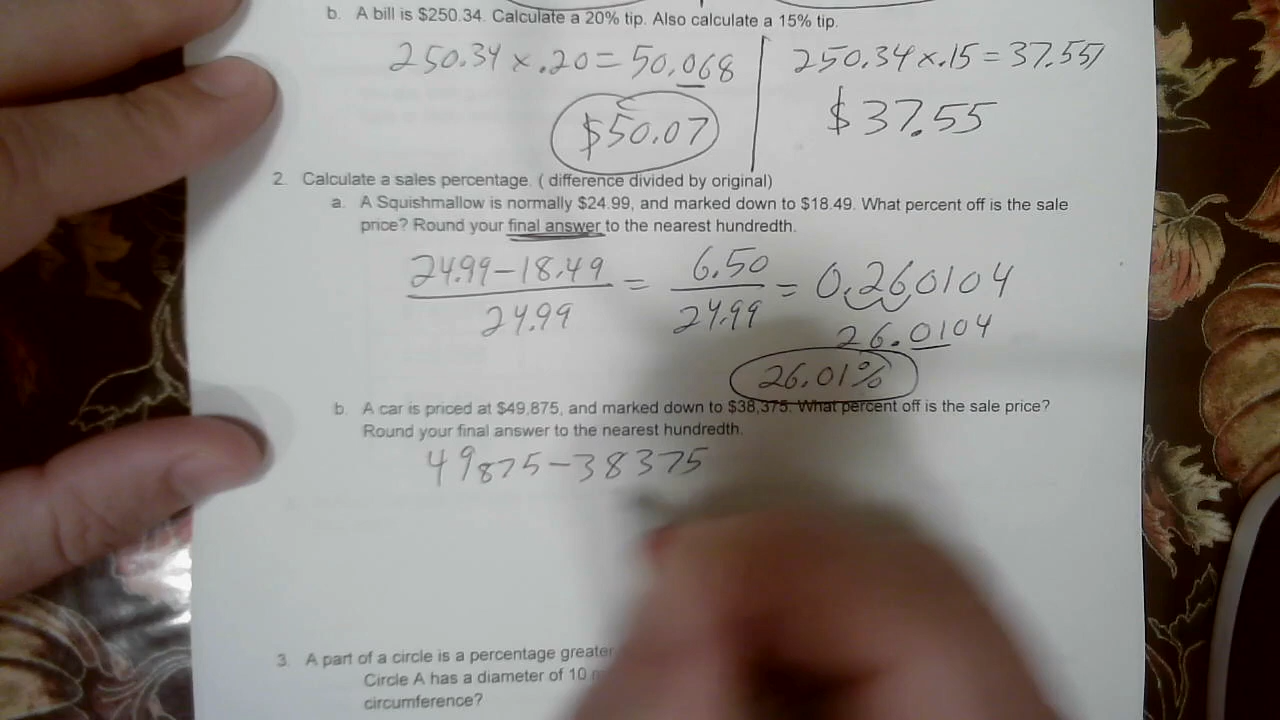 b. A bill is $250.34. Calculate a 20% tip. Also calculate a 15% tip.
250.34 x .20 = 50.068
$50.07
250.34 x .15 = 37.551
$37.55
2. Calculate a sales percentage. ( difference divided by original)
a. A Squishmallow is normally $24.99, and marked down to $18.49. What percent off is the sale
price? Round your final answer to the nearest hundredth.
24.99 - 18.49 = 6.50 = 0.260104
24.99 24.99
26.0104
26.01%
b. A car is priced at $49,875, and marked down to $38,375. What percent off is the sale price?
Round your final answer to the nearest hundredth.
49875 - 38375
3. A part of a circle is a percentage greater
Circle A has a diameter of 10
circumference?